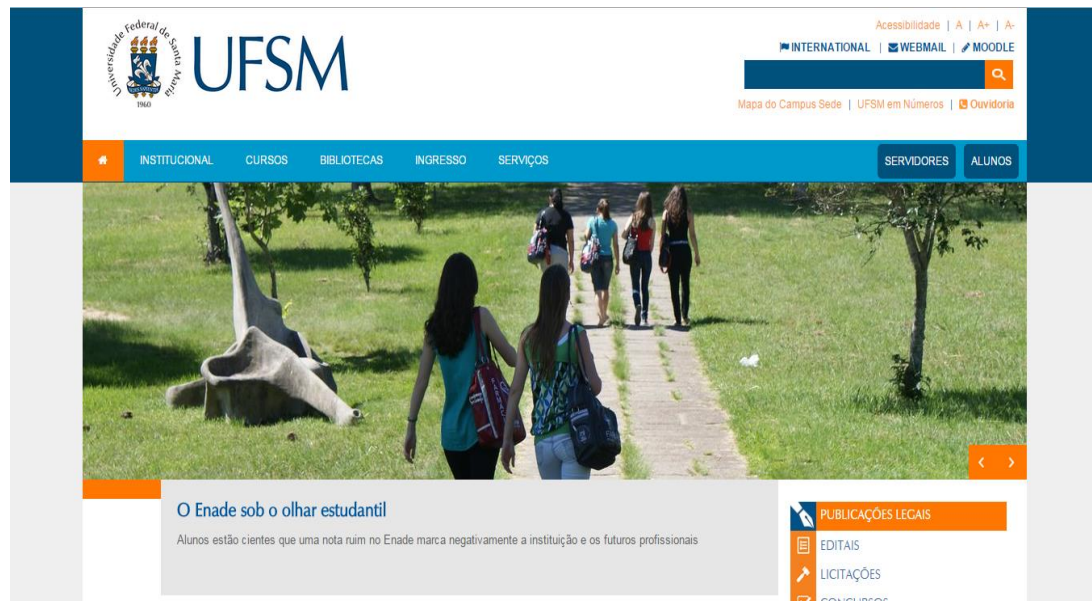 Universidade Federal de Santa Maria
1960
UFSM
Acessibilidade | A | A+ | A-
INTERNATIONAL | WEBMAIL | MOODLE
Mapa do Campus Sede | UFSM em Números | Ouvidoria
INSTITUCIONAL CURSOS BIBLIOTECAS INGRESSO SERVIÇOS SERVIDORES ALUNOS
O Enade sob o olhar estudantil
Alunos estão cientes que uma nota ruim no Enade marca negativamente a instituição e os futuros profissionais
PUBLICAÇÕES LEGAIS
EDITAIS
LICITAÇÕES
CONCURSOS